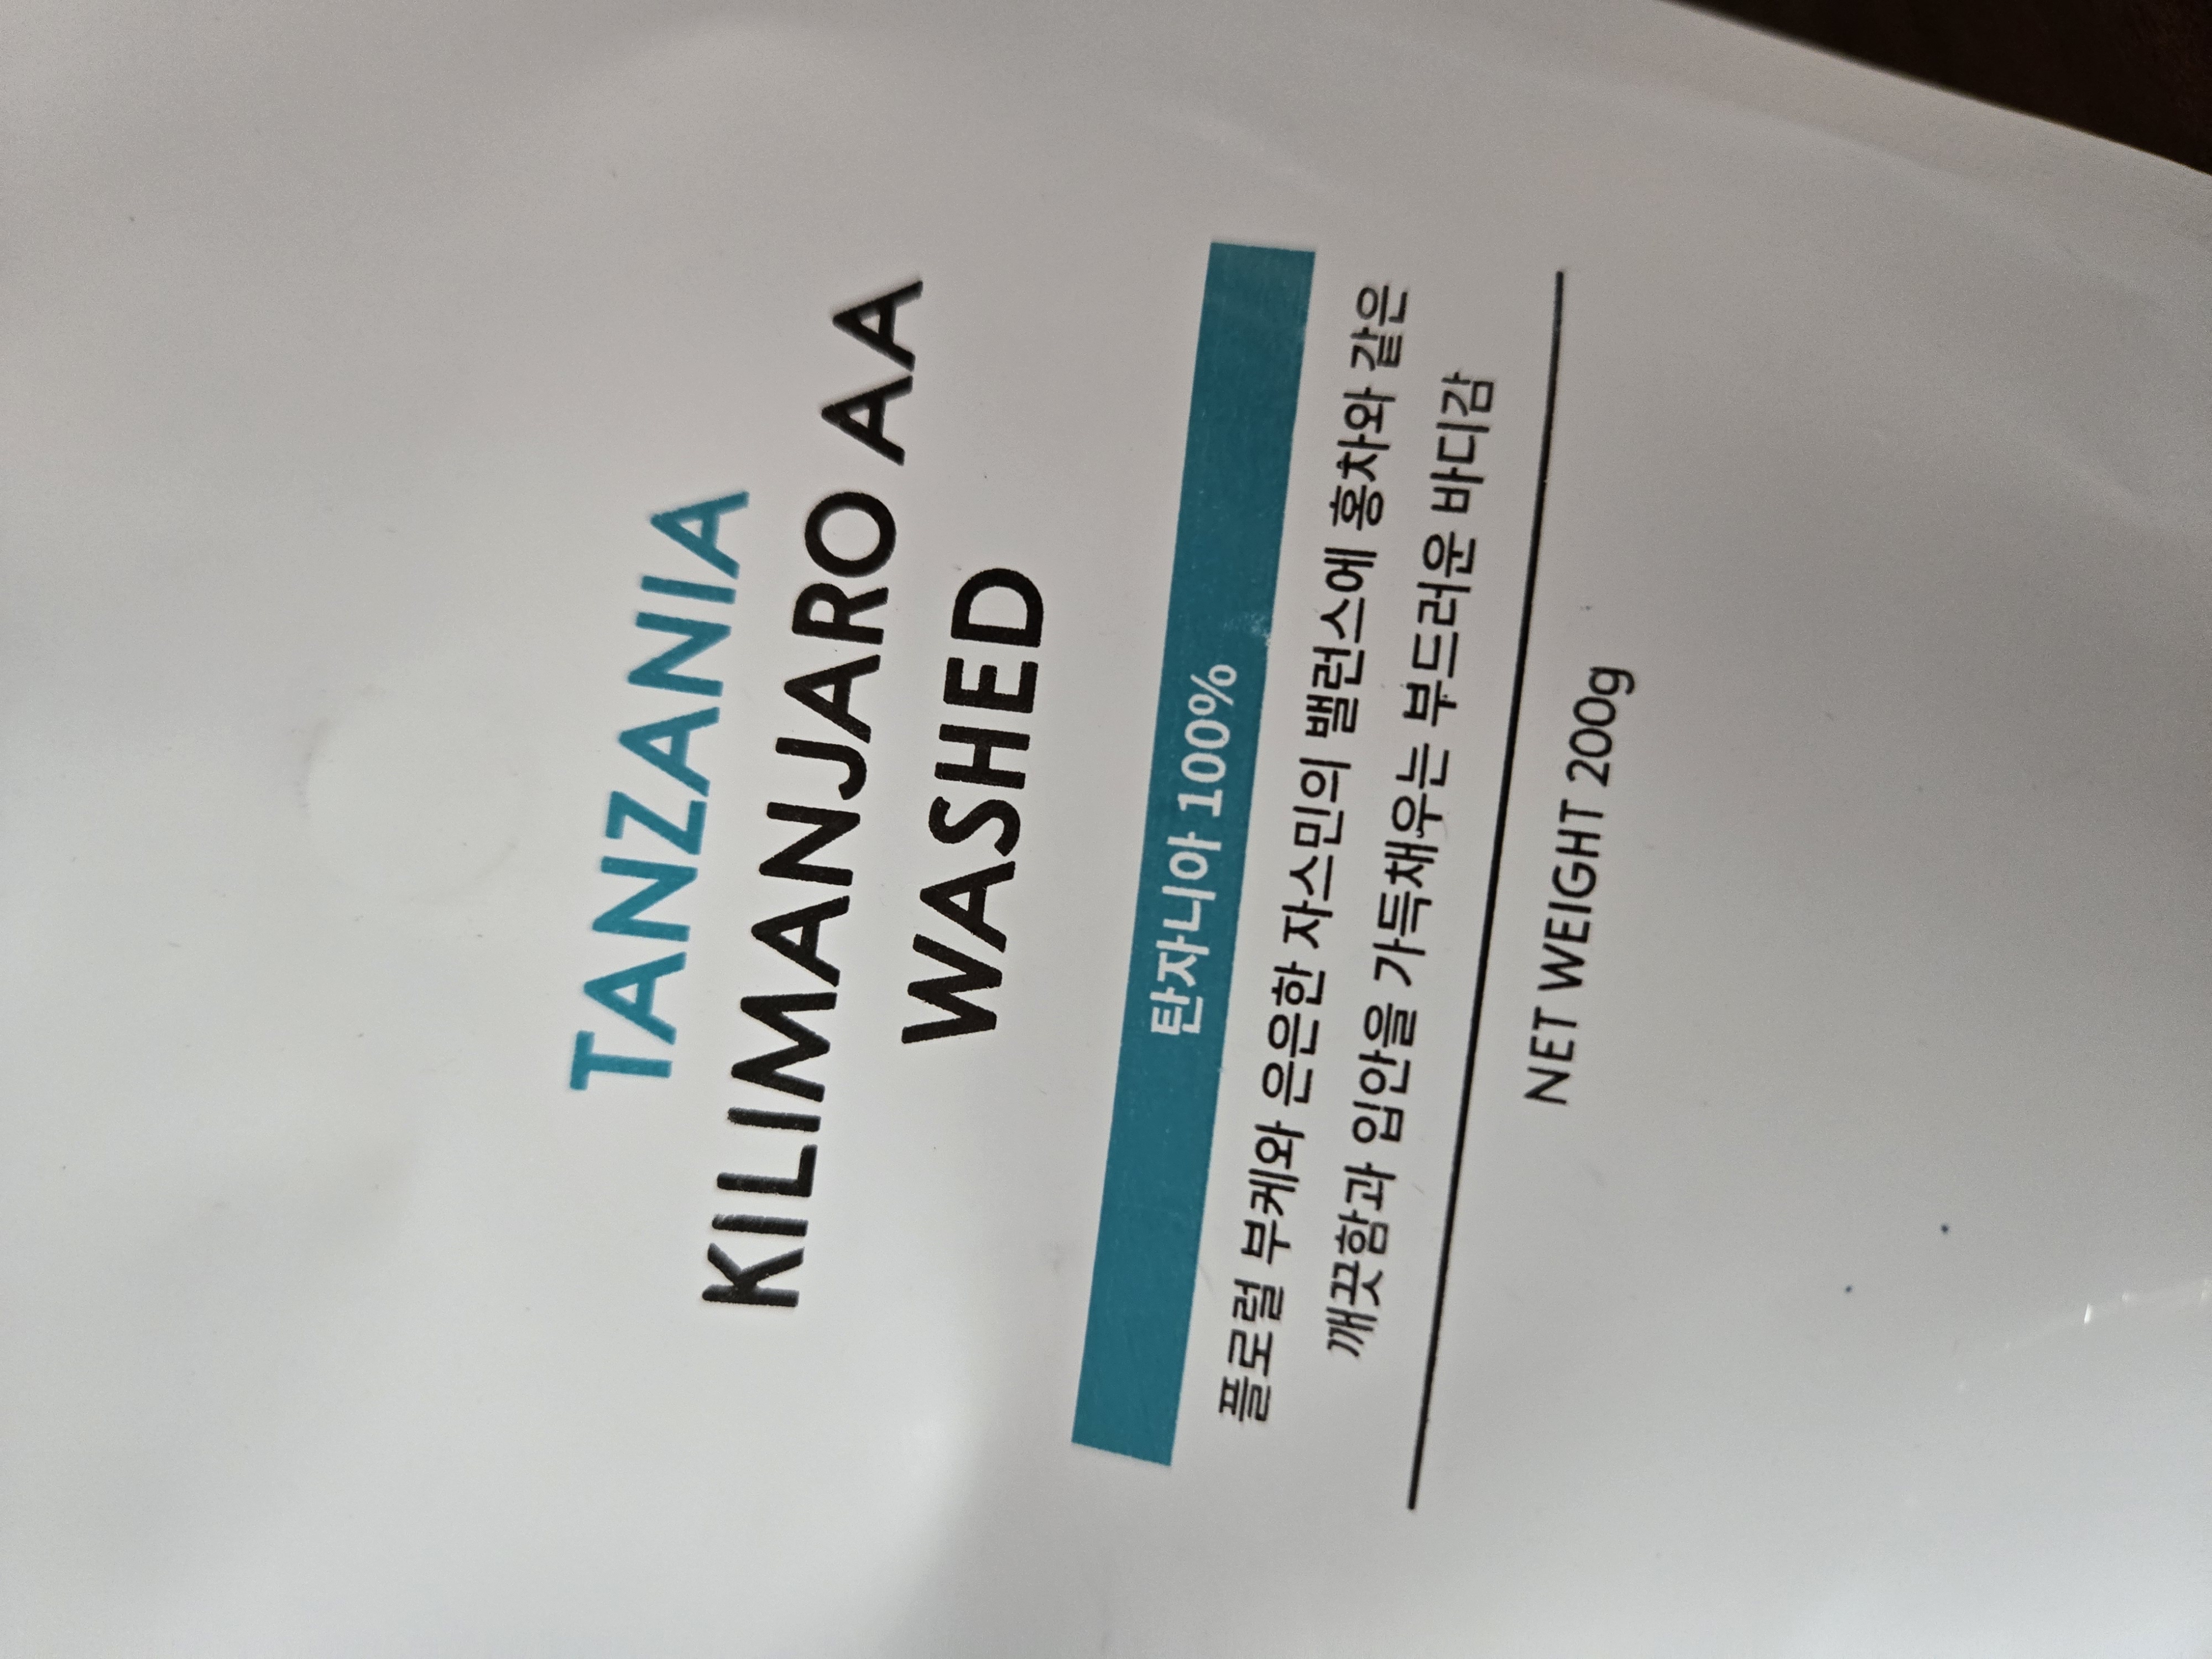 TANZANIA
KILIMANJARO AA
WASHED
탄자니아 100%
플로럴 부케와 은은한 자스민의 밸런스에 홍차와 같은
깨끗함과 입안을 가득채우는 부드러운 바디감
NET WEIGHT 200g